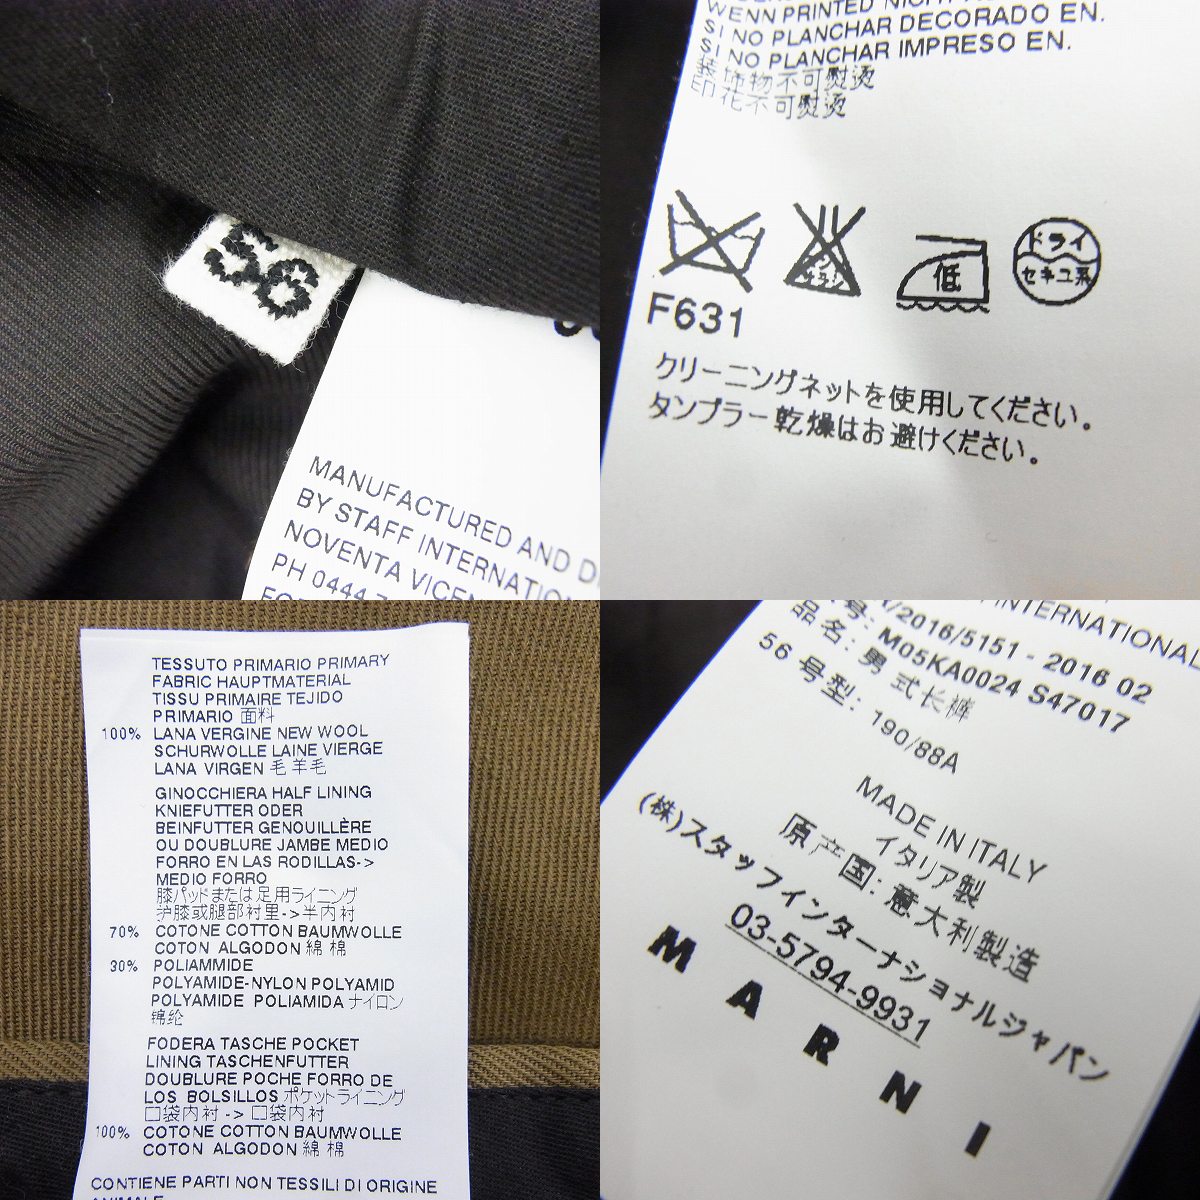 56
MANUFACTURED AND D
BY STAFF INTERNATIO
NOVENTA VICEN
PH 0444
WENN PRINTED NICHT
SI NO PLANCHAR DECORADO EN.
SI NO PLANCHAR IMPRESO EN.
装饰物不可熨烫
印花不可熨烫
エンソ
サラシ
低
ドライ
セキユ系
F631
クリーニングネットを使用してください。
タンブラー乾燥はお避けください。
TESSUTO PRIMARIO PRIMARY
FABRIC HAUPTMATERIAL
TISSU PRIMAIRE TEJIDO
PRIMARIO 面料
100% LANA VERGINE NEW WOOL
SCHURWOLLE LAINE VIERGE
LANA VIRGEN 毛 羊毛
GINOCCHIERA HALF LINING
KNIEFUTTER ODER
BEINFUTTER GENOUILLÈRE
OU DOUBLURE JAMBE MEDIO
FORRO EN LAS RODILLAS->
MEDIO FORRO
膝パッドまたは足用ライニング
护膝或腿部衬里->半内衬
70% COTONE COTTON BAUMWOLLE
COTON ALGODON 綿 棉
30% POLIAMMIDE
POLYAMIDE-NYLON POLYAMID
POLYAMIDE POLIAMIDA ナイロン
锦纶
FODERA TASCHE POCKET
LINING TASCHENFUTTER
DOUBLURE POCHE FORRO DE
LOS BOLSILLOS ポケットライニング
口袋内衬 -> 口袋内衬
100% COTONE COTTON BAUMWOLLE
COTON ALGODON 綿 棉
CONTIENE PARTI NON TESSILI DI ORIGINE
INTERNATIONAL
号: /2016/5151 - 2016 02
品名: M05KA0024 S47017
男 式长裤
56 号型: 190/88A
MADE IN ITALY
イタリア製
原产国: 意大利製造
(株)スタッフインターナショナルジャパン
03-5794-9931
MARNI